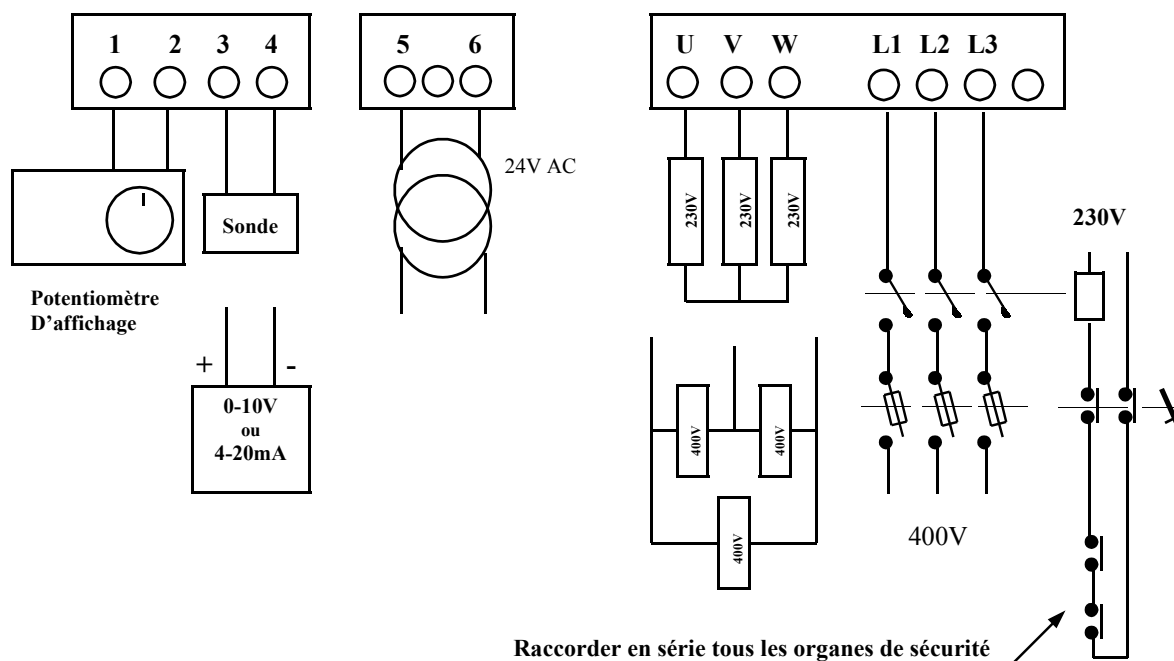 1 2 3 4
5 6
U V W L1 L2 L3
24V AC
230V 230V 230V
Sonde
230V
Potentiomètre
D'affichage
+ -
0-10V
ou
4-20mA
400V 400V
400V
400V
Raccorder en série tous les organes de sécurité